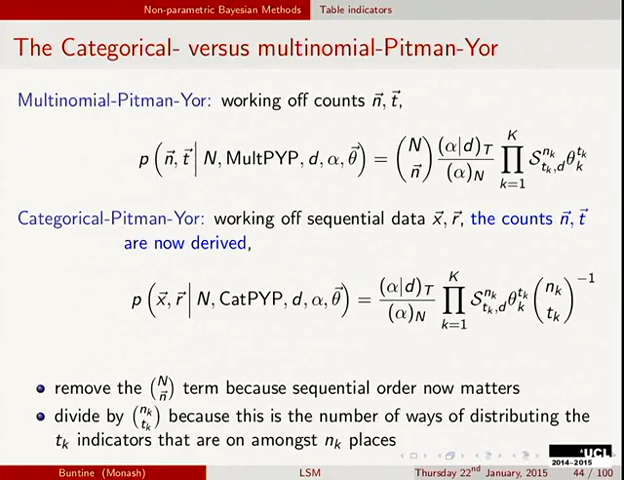 Non-parametric Bayesian Methods Table indicators
The Categorical- versus multinomial-Pitman-Yor
Multinomial-Pitman-Yor: working off counts n⃗, t⃗,
p(n⃗, t⃗ | N, MultPYP, d, α, θ⃗) = (N n⃗) (α|d)_T / (α)_N ∏_{k=1}^{K} S^{n_k}_{t_k,d} θ_k^{t_k}
Categorical-Pitman-Yor: working off sequential data x⃗, r⃗, the counts n⃗, t⃗
are now derived,
p(x⃗, r⃗ | N, CatPYP, d, α, θ⃗) = (α|d)_T / (α)_N ∏_{k=1}^{K} S^{n_k}_{t_k,d} θ_k^{t_k} (n_k t_k)^{-1}
• remove the (N n⃗) term because sequential order now matters
• divide by (n_k t_k) because this is the number of ways of distributing the
t_k indicators that are on amongst n_k places
UCL
2014-2015
Buntine (Monash) LSM Thursday 22nd January, 2015 44 / 100